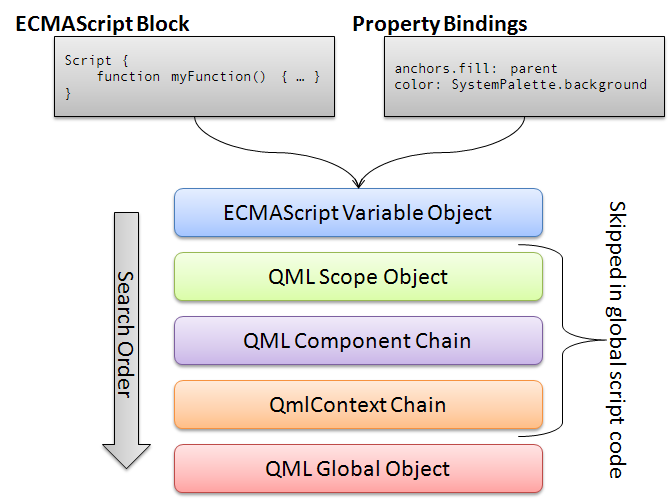 ECMAScript Block
Property Bindings
Script {
function myFunction() { … }
}
anchors.fill: parent
color: SystemPalette.background
ECMAScript Variable Object
QML Scope Object
QML Component Chain
QmlContext Chain
QML Global Object
Search Order
Skipped in global script code